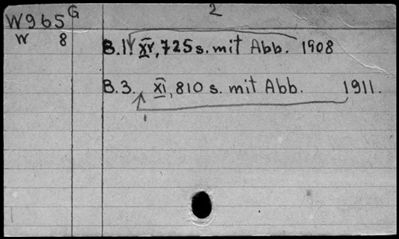 W965G
2
W 8
B.1 XV, 725 s. mit Abb. 1908
B.3. XI, 810 s. mit Abb. 1911.